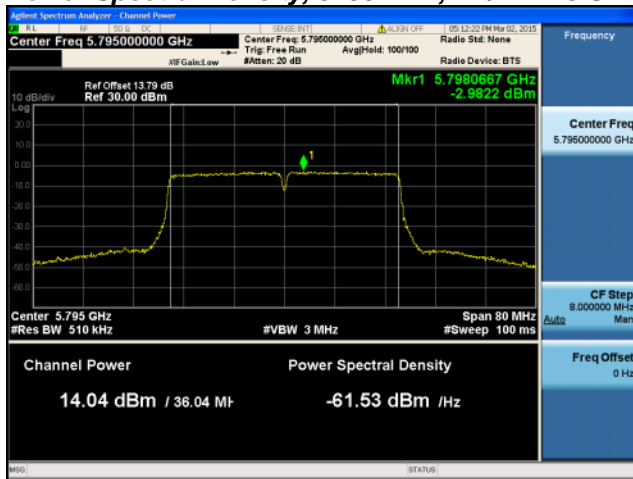 Agilent Spectrum Analyzer - Channel Power
RL RF 50 Ω DC SENSE:INT ALIGN OFF 05:12:22 PM Mar 02, 2015
Center Freq 5.795000000 GHz
Center Freq: 5.795000000 GHz
Radio Std: None
Trig: Free Run Avg|Hold: 100/100
#IFGain:Low #Atten: 20 dB Radio Device: BTS
Frequency
Mkr1 5.7980667 GHz
-2.9822 dBm
Ref Offset 13.79 dB
10 dB/div Ref 30.00 dBm
Log
20.0
10.0
0.00
-10.0
-20.0
-30.0
-40.0
-50.0
-60.0
1
Center 5.795 GHz Span 80 MHz
#Res BW 510 kHz #VBW 3 MHz #Sweep 100 ms
Center Freq
5.795000000 GHz
CF Step
8.000000 MHz
Auto Man
Freq Offset
0 Hz
Channel Power Power Spectral Density
14.04 dBm / 36.04 MH -61.53 dBm /Hz
MSG STATUS